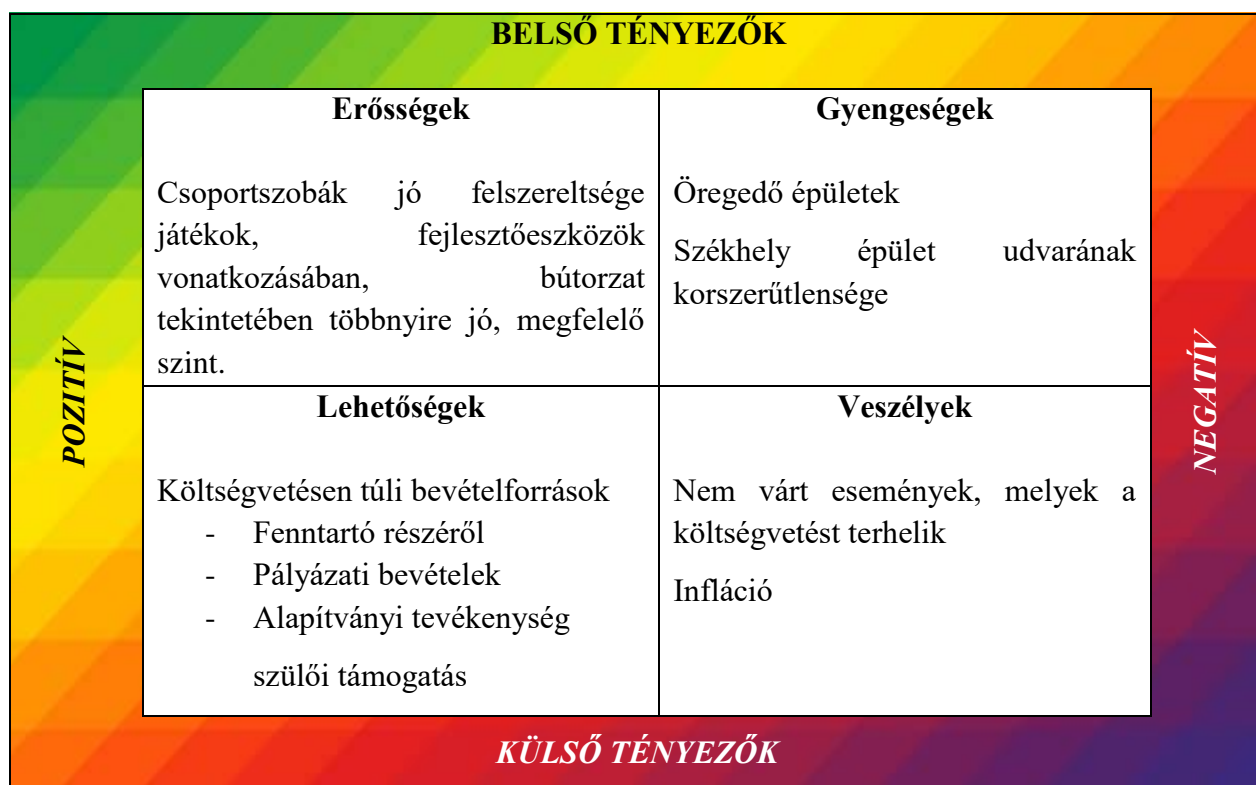 BELSŐ TÉNYEZŐK
POZITÍV
Erősségek
Csoportszobák jó felszereltsége
játékok, fejlesztőeszközök
vonatkozásában, bútorzat
tekintetében többnyire jó, megfelelő
szint.
Gyengeségek
Öregedő épületek
Székhely épület udvarának
korszerűtlensége
Lehetőségek
Költségvetésen túli bevételforrások
- Fenntartó részéről
- Pályázati bevételek
- Alapítványi tevékenység
szülői támogatás
Veszélyek
Nem várt események, melyek a
költségvetést terhelik
Infláció
NEGATÍV
KÜLSŐ TÉNYEZŐK